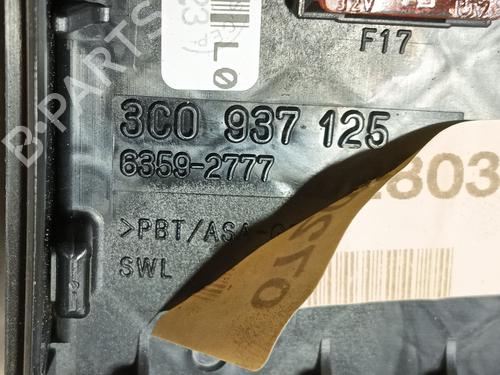 32V
F17
L0
3C0 937 125
6359-2777
>PBT/ASA-
SWL
2803
B-PARTS